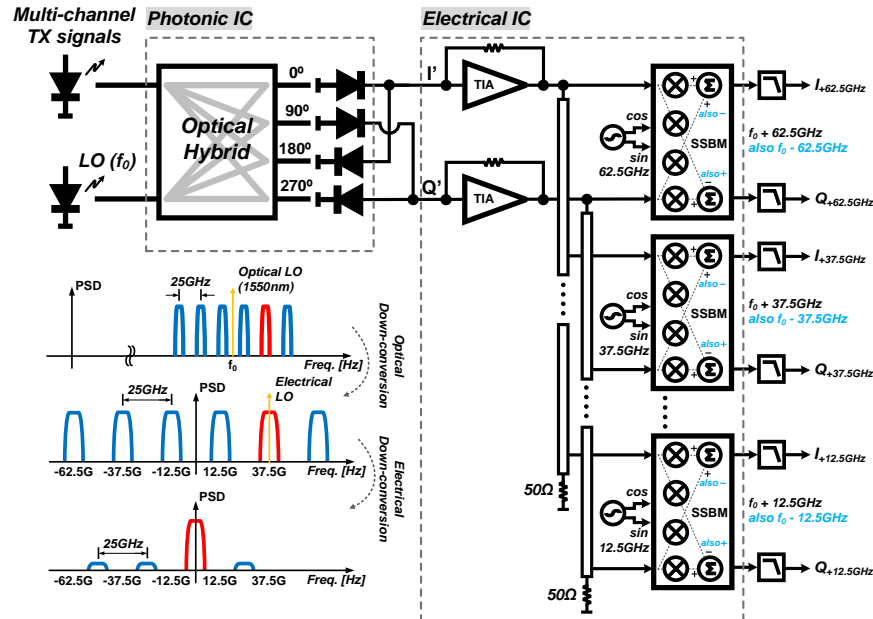 Multi-channel
TX signals
Photonic IC
Electrical IC
0º
90º
180º
270º
Optical
Hybrid
LO (f0)
I'
Q'
TIA
TIA
cos
sin
62.5GHz
+
+
also−
SSBM
also+
−
+
Σ
Σ
I+62.5GHz
f0 + 62.5GHz
also f0 - 62.5GHz
Q+62.5GHz
cos
sin
37.5GHz
+
+
also−
SSBM
also+
−
+
Σ
Σ
I+37.5GHz
f0 + 37.5GHz
also f0 - 37.5GHz
Q+37.5GHz
cos
sin
12.5GHz
+
+
also−
SSBM
also+
−
+
Σ
Σ
I+12.5GHz
f0 + 12.5GHz
also f0 - 12.5GHz
Q+12.5GHz
50Ω
50Ω
PSD
25GHz
Optical LO
(1550nm)
f0
Freq. [Hz]
Optical
Down-conversion
PSD
25GHz
Electrical
LO
-62.5G -37.5G -12.5G 12.5G 37.5G Freq. [Hz]
Electrical
Down-conversion
PSD
25GHz
-62.5G -37.5G -12.5G 12.5G 37.5G Freq. [Hz]